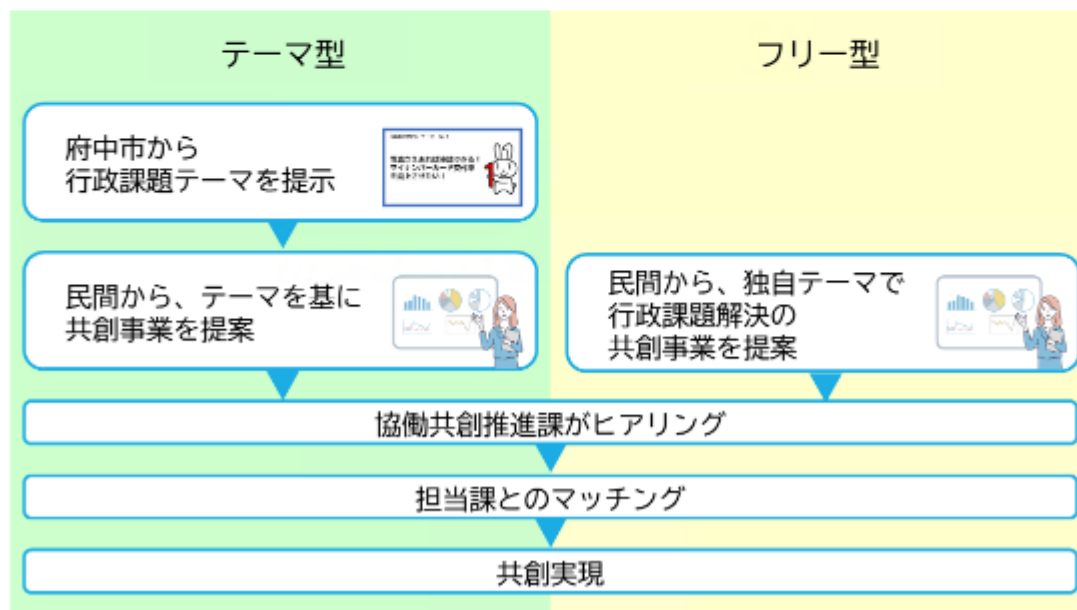 テーマ型
フリー型
府中市から
行政課題テーマを提示
民間から、テーマを基に
共創事業を提案
民間から、独自テーマで
行政課題解決の
共創事業を提案
協働共創推進課がヒアリング
担当課とのマッチング
共創実現